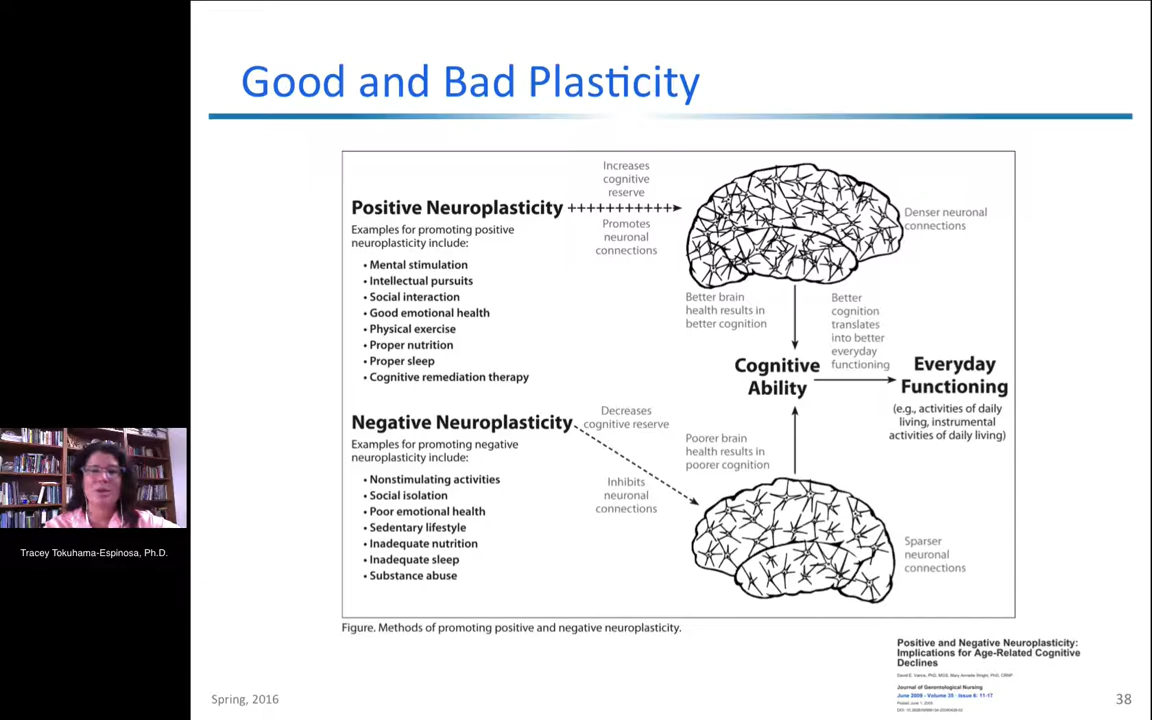 Good and Bad Plasticity
Increases
cognitive
reserve
Positive Neuroplasticity +++++++++++
Promotes
neuronal
connections
Denser neuronal
connections
Examples for promoting positive
neuroplasticity include:
• Mental stimulation
• Intellectual pursuits
• Social interaction
• Good emotional health
• Physical exercise
• Proper nutrition
• Proper sleep
• Cognitive remediation therapy
Better brain
health results in
better cognition
Better
cognition
translates
into better
everyday
functioning
Cognitive
Ability
Everyday
Functioning
(e.g., activities of daily
living, instrumental
activities of daily living)
Negative Neuroplasticity
Decreases
cognitive reserve
Examples for promoting negative
neuroplasticity include:
• Nonstimulating activities
• Social isolation
• Poor emotional health
• Sedentary lifestyle
• Inadequate nutrition
• Inadequate sleep
• Substance abuse
Inhibits
neuronal
connections
Poorer brain
health results in
poorer cognition
Sparser
neuronal
connections
Figure. Methods of promoting positive and negative neuroplasticity.
Tracey Tokuhama-Espinosa, Ph.D.
Positive and Negative Neuroplasticity:
Implications for Age-Related Cognitive
Declines
Journal of Gerontological Nursing
June 2009 - Volume 35 · Issue 6: 11-17
Spring, 2016
38